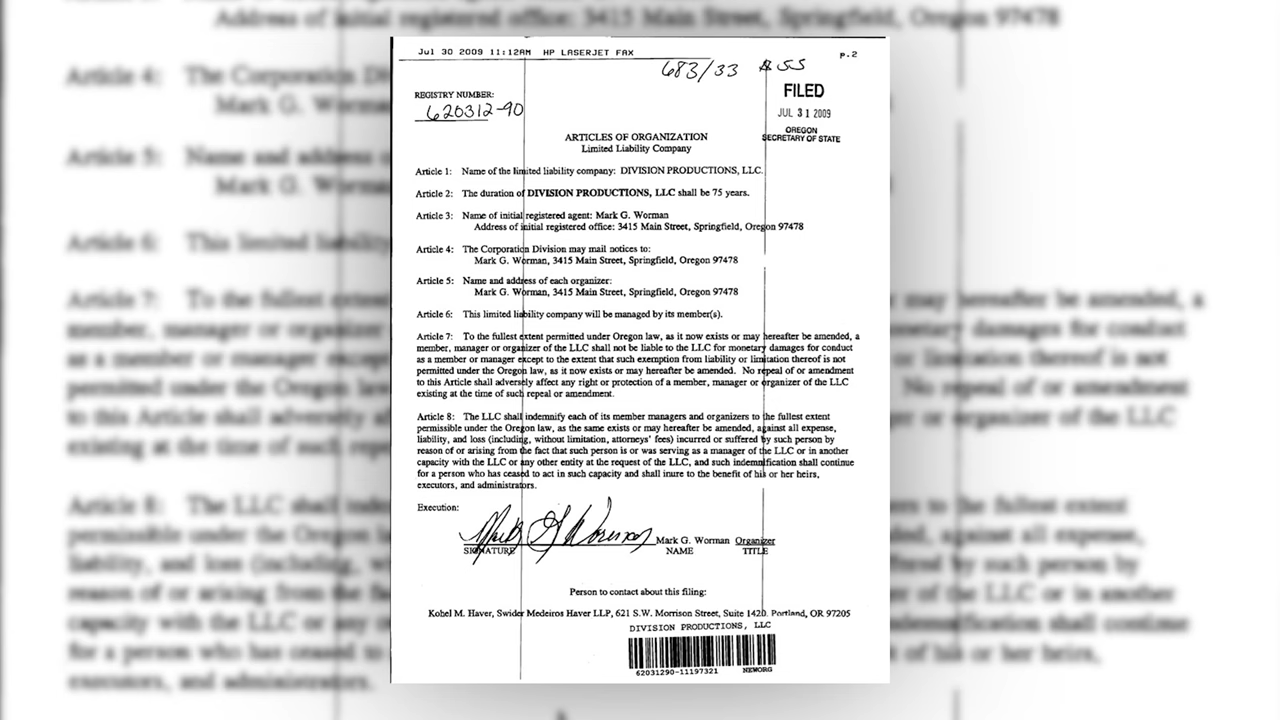 Jul 30 2009 11:12AM HP LASERJET FAX p.2
683/33 $55
FILED
JUL 31 2009
OREGON
SECRETARY OF STATE
REGISTRY NUMBER:
620312-90
ARTICLES OF ORGANIZATION
Limited Liability Company
Article 1: Name of the limited liability company: DIVISION PRODUCTIONS, LLC.
Article 2: The duration of DIVISION PRODUCTIONS, LLC shall be 75 years.
Article 3: Name of initial registered agent: Mark G. Worman
Address of initial registered office: 3415 Main Street, Springfield, Oregon 97478
Article 4: The Corporation Division may mail notices to:
Mark G. Worman, 3415 Main Street, Springfield, Oregon 97478
Article 5: Name and address of each organizer:
Mark G. Worman, 3415 Main Street, Springfield, Oregon 97478
Article 6: This limited liability company will be managed by its member(s).
Article 7: To the fullest extent permitted under Oregon law, as it now exists or may hereafter be amended, a
member, manager or organizer of the LLC shall not be liable to the LLC for monetary damages for conduct
as a member or manager except to the extent that such exemption from liability or limitation thereof is not
permitted under the Oregon law, as it now exists or may hereafter be amended. No repeal of or amendment
to this Article shall adversely affect any right or protection of a member, manager or organizer of the LLC
existing at the time of such repeal or amendment.
Article 8: The LLC shall indemnify each of its member managers and organizers to the fullest extent
permissible under the Oregon law, as the same exists or may hereafter be amended, against all expense,
liability, and loss (including, without limitation, attorneys' fees) incurred or suffered by such person by
reason of or arising from the fact that such person is or was serving as a manager of the LLC or in another
capacity with the LLC or any other entity at the request of the LLC, and such indemnification shall continue
for a person who has ceased to act in such capacity and shall inure to the benefit of his or her heirs,
executors, and administrators.
Execution:
Mark G Worman Mark G. Worman Organizer
SIGNATURE NAME TITLE
Person to contact about this filing:
Kohel M. Haver, Swider Medeiros Haver LLP, 621 S.W. Morrison Street, Suite 1420. Portland, OR 97205
DIVISION PRODUCTIONS, LLC
62031290-11197321 NEWORG